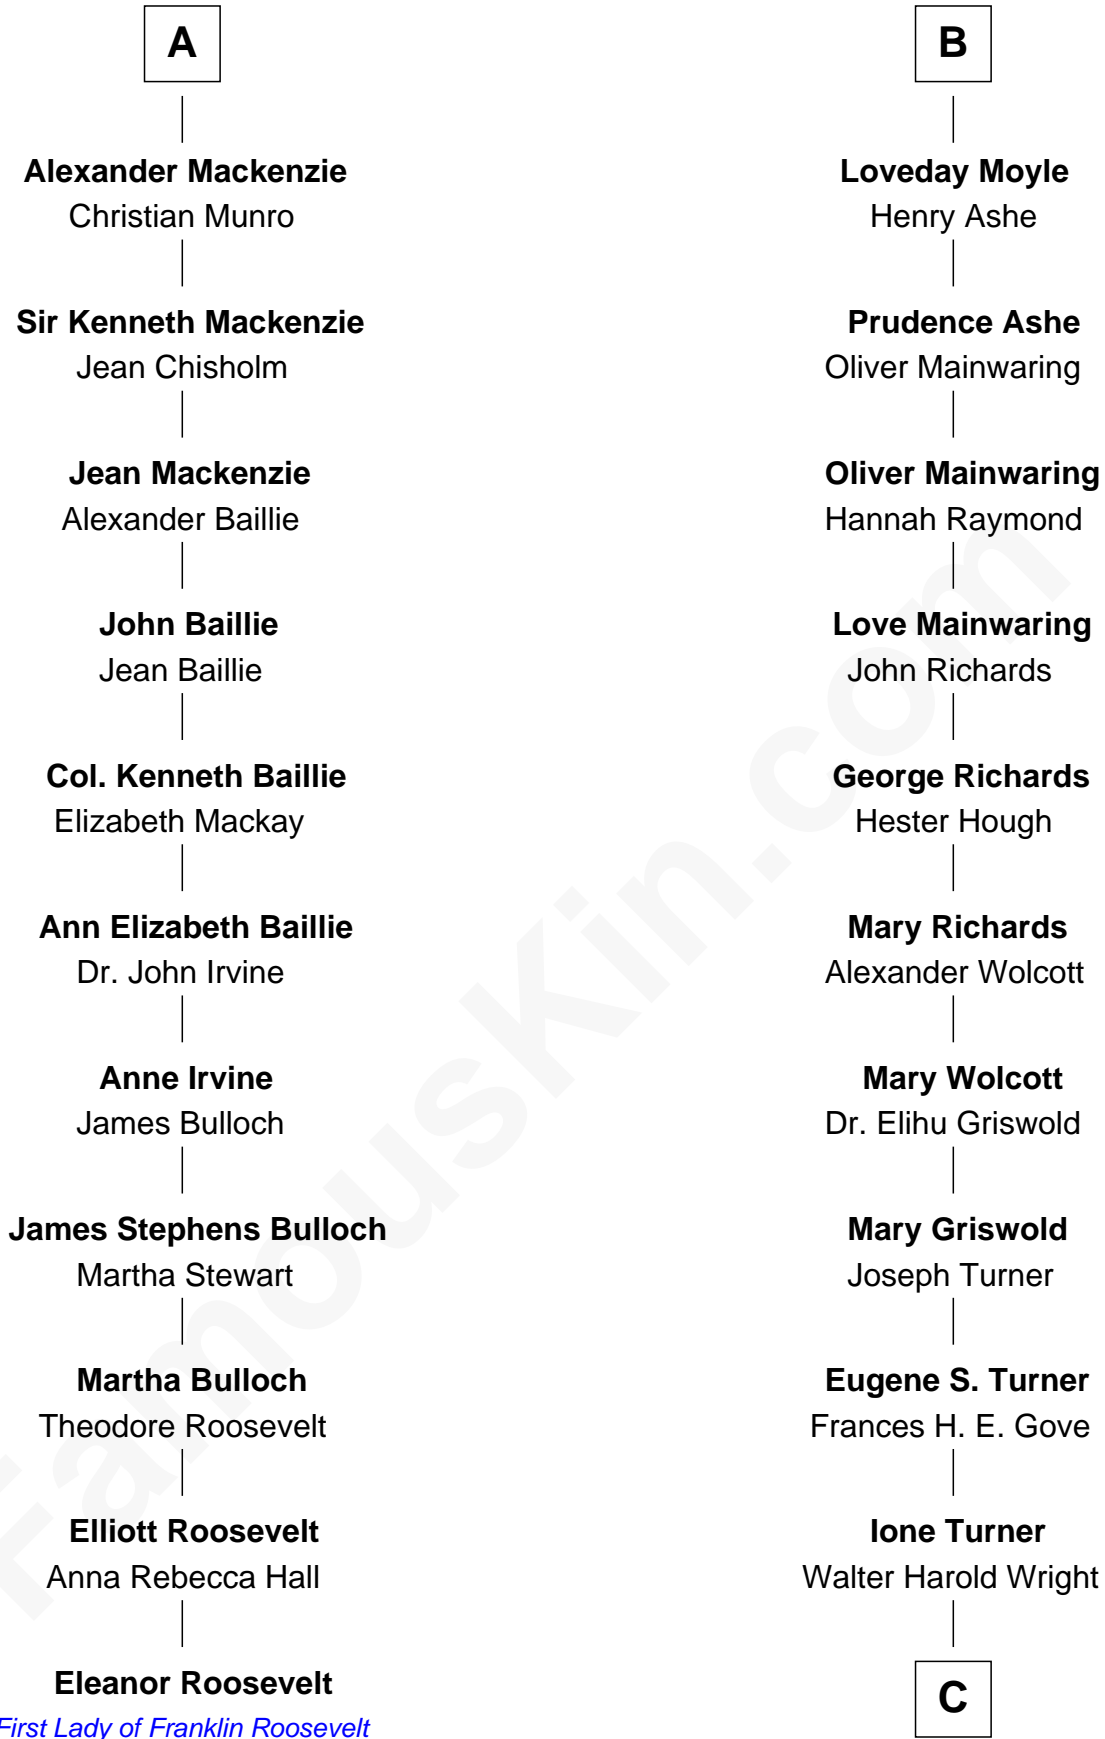 A
Alexander Mackenzie
Christian Munro
Sir Kenneth Mackenzie
Jean Chisholm
Jean Mackenzie
Alexander Baillie
John Baillie
Jean Baillie
Col. Kenneth Baillie
Elizabeth Mackay
Ann Elizabeth Baillie
Dr. John Irvine
Anne Irvine
James Bulloch
James Stephens Bulloch
Martha Stewart
Martha Bulloch
Theodore Roosevelt
Elliott Roosevelt
Anna Rebecca Hall
Eleanor Roosevelt
First Lady of Franklin Roosevelt
B
Loveday Moyle
Henry Ashe
Prudence Ashe
Oliver Mainwaring
Oliver Mainwaring
Hannah Raymond
Love Mainwaring
John Richards
George Richards
Hester Hough
Mary Richards
Alexander Wolcott
Mary Wolcott
Dr. Elihu Griswold
Mary Griswold
Joseph Turner
Eugene S. Turner
Frances H. E. Gove
Ione Turner
Walter Harold Wright
C
FamousKin.com